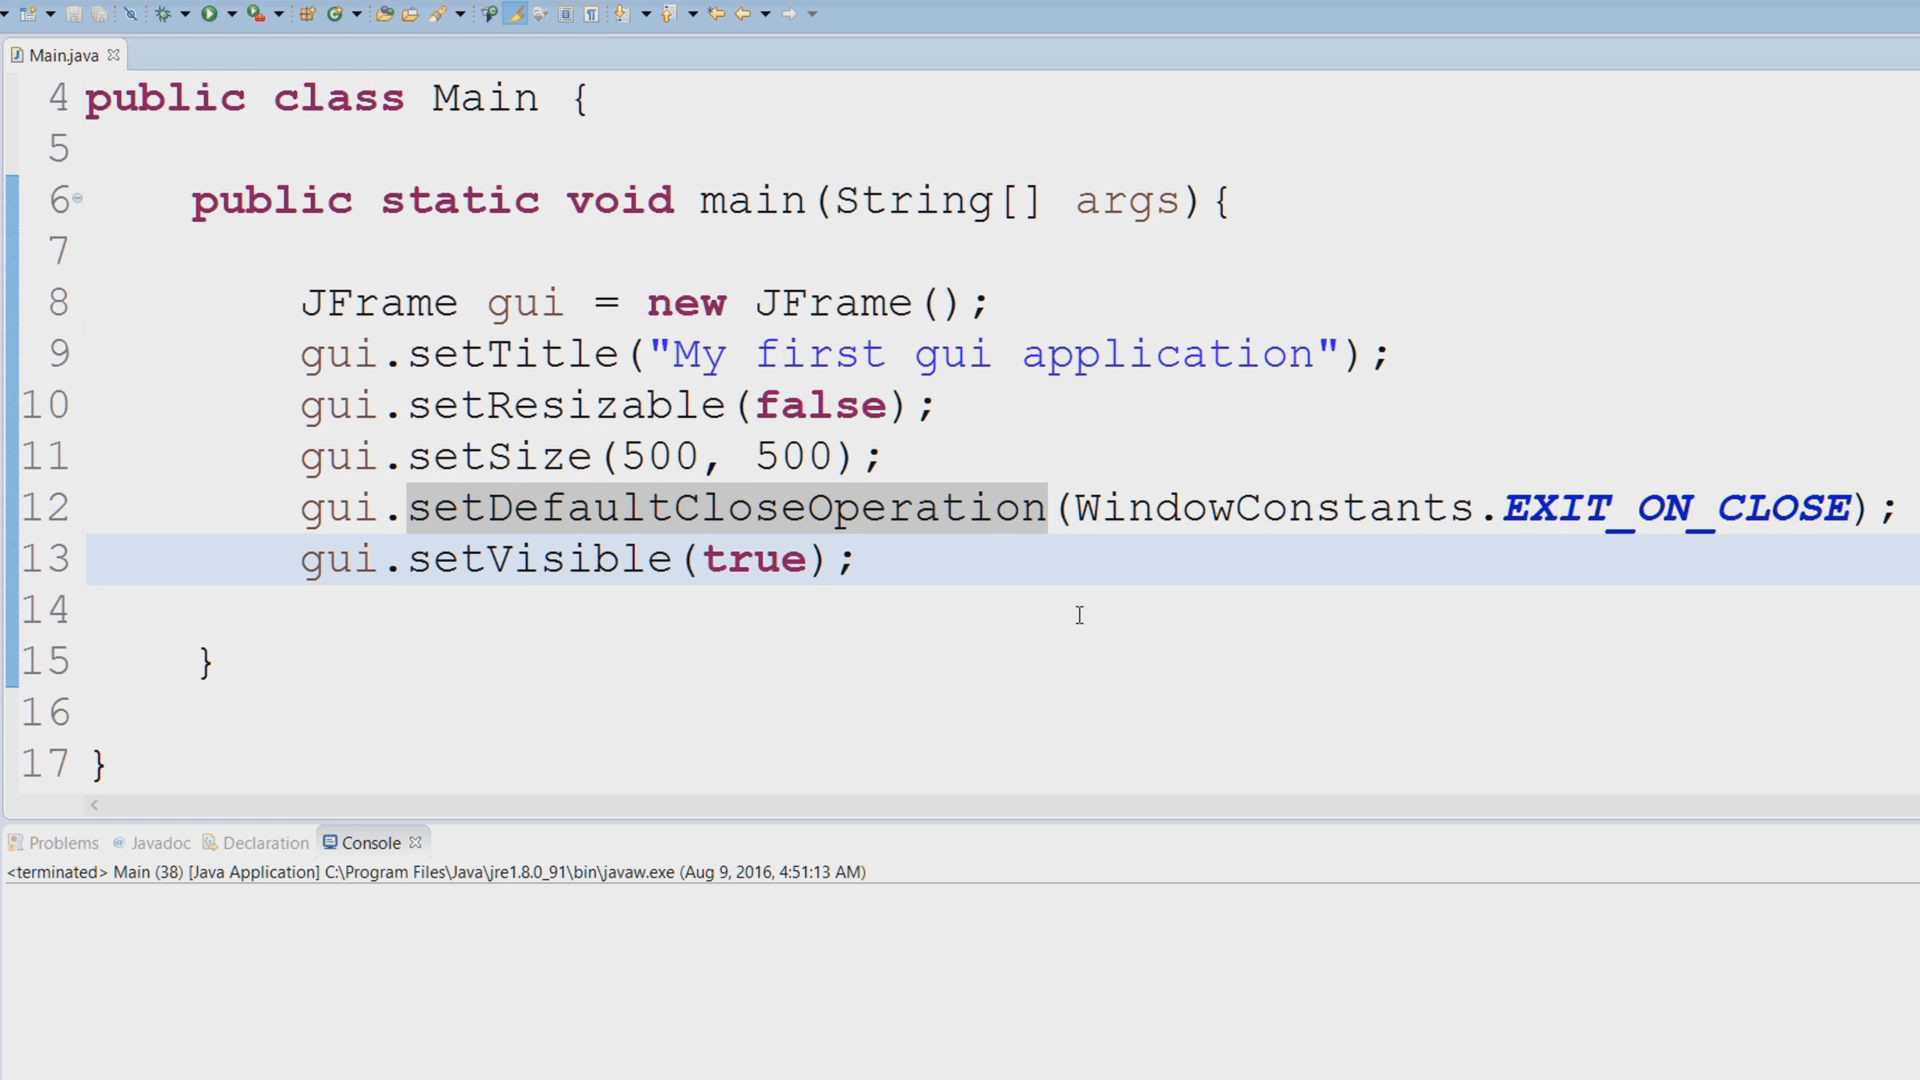 Main.java
4 public class Main {
5
6 public static void main(String[] args){
7
8 JFrame gui = new JFrame();
9 gui.setTitle("My first gui application");
10 gui.setResizable(false);
11 gui.setSize(500, 500);
12 gui.setDefaultCloseOperation(WindowConstants.EXIT_ON_CLOSE);
13 gui.setVisible(true);
14
15 }
16
17 }
Problems @ Javadoc Declaration Console
<terminated> Main (38) [Java Application] C:\Program Files\Java\jre1.8.0_91\bin\javaw.exe (Aug 9, 2016, 4:51:13 AM)